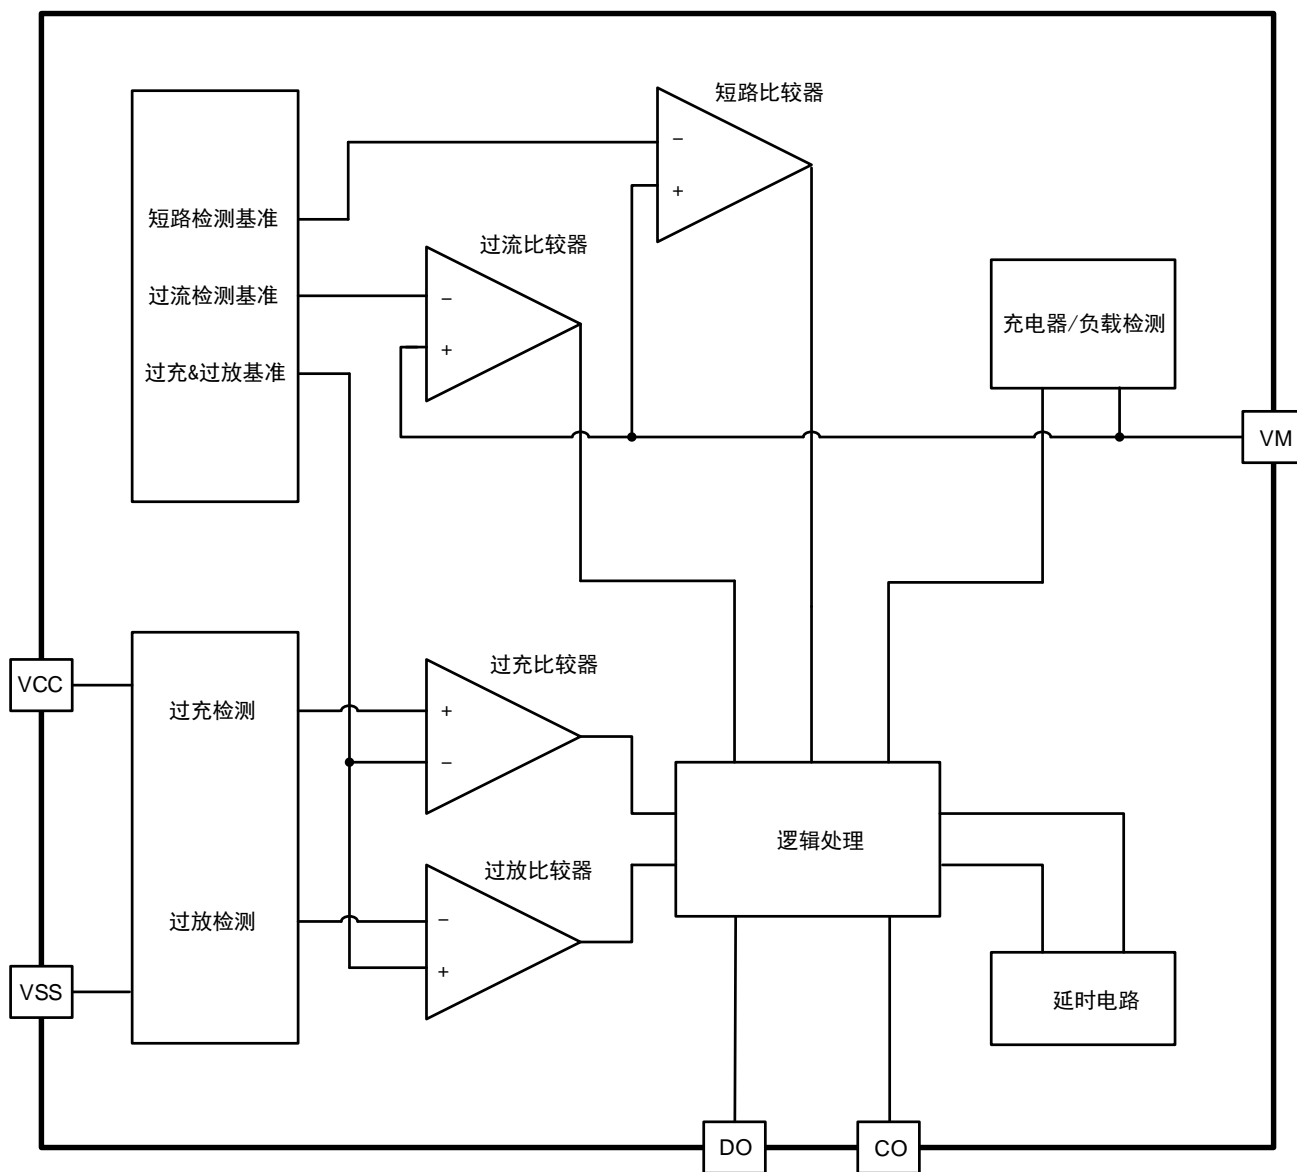 短路比较器
−
+
短路检测基准
过流比较器
过流检测基准
−
+
过充&过放基准
充电器/负载检测
VM
VCC
过充检测
过充比较器
+
−
逻辑处理
过放比较器
过放检测
−
+
VSS
延时电路
DO
CO